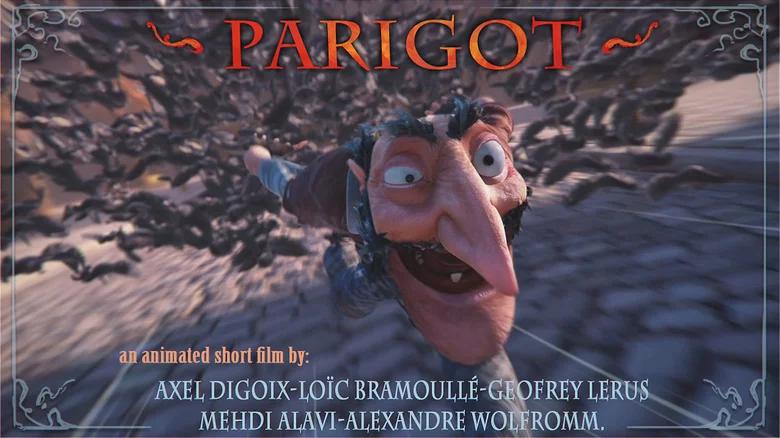 PARIGOT
an animated short film by:
AXEL DIGOIX-LOÏC BRAMOULLÉ-GEOFREY LERUS
MEHDI ALAVI-ALEXANDRE WOLFROMM.